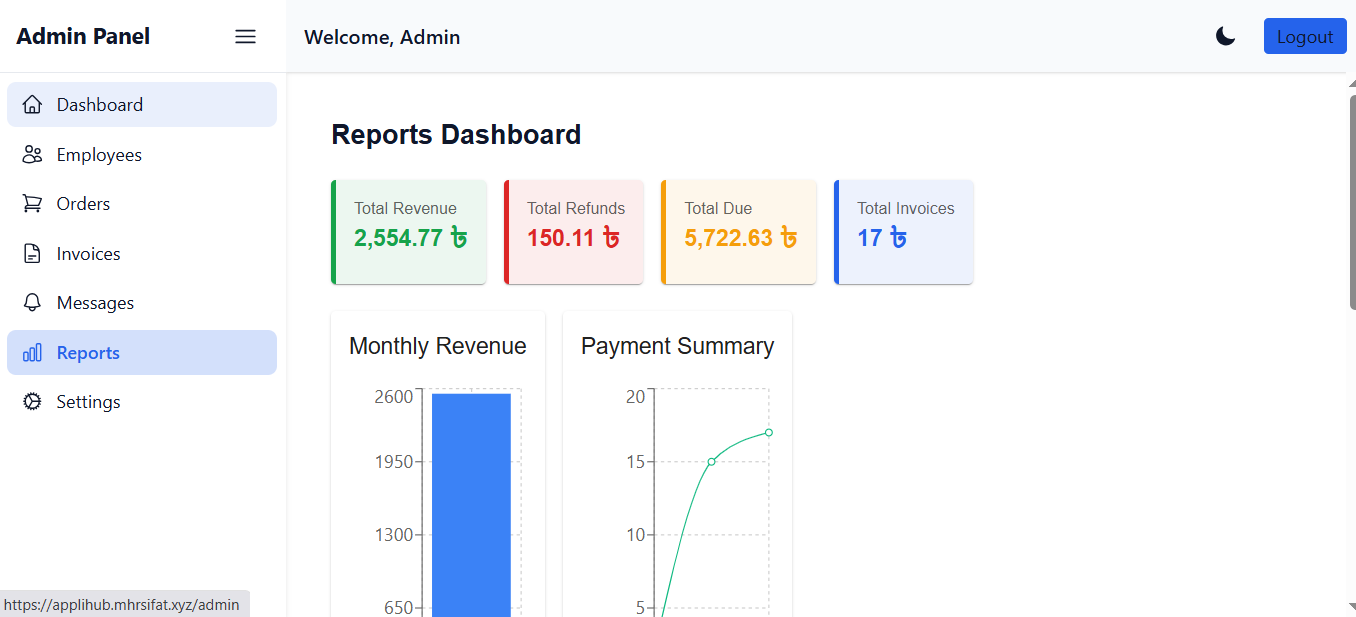 Admin Panel
Welcome, Admin
Logout
Dashboard
Employees
Orders
Invoices
Messages
Reports
Settings
Reports Dashboard
Total Revenue
2,554.77 ৳
Total Refunds
150.11 ৳
Total Due
5,722.63 ৳
Total Invoices
17 ৳
Monthly Revenue
2600
1950
1300
650
Payment Summary
20
15
10
5
https://applihub.mhrsifat.xyz/admin